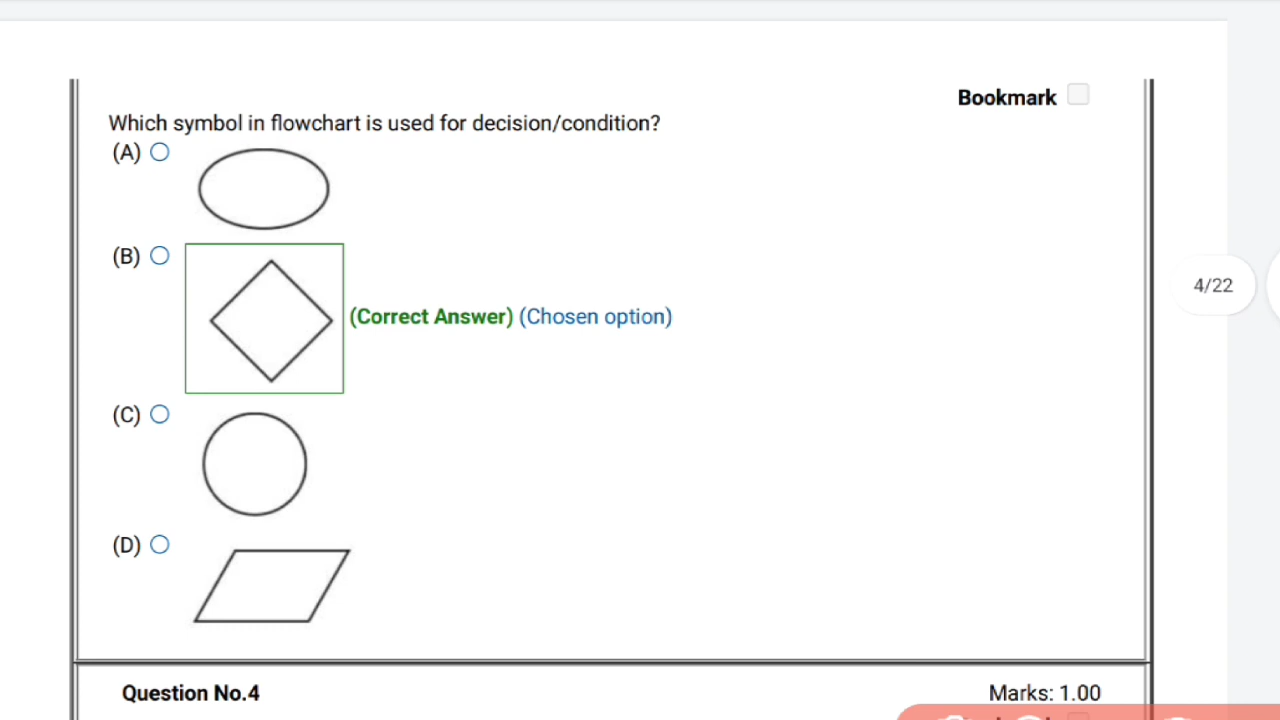 Bookmark
Which symbol in flowchart is used for decision/condition?
(A)
(B)
(Correct Answer) (Chosen option)
4/22
(C)
(D)
Question No.4
Marks: 1.00